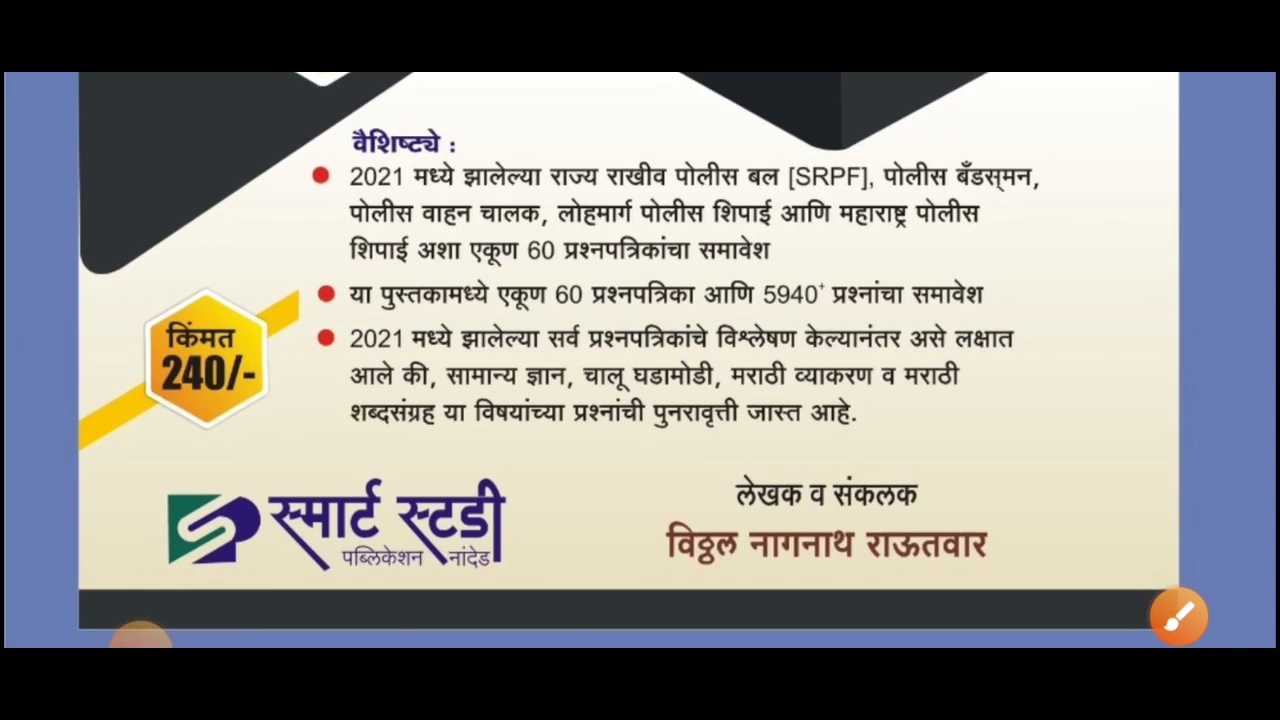 वैशिष्ट्ये :
2021 मध्ये झालेल्या राज्य राखीव पोलीस बल [SRPF], पोलीस बँडस्‌मन,
पोलीस वाहन चालक, लोहमार्ग पोलीस शिपाई आणि महाराष्ट्र पोलीस
शिपाई अशा एकूण 60 प्रश्नपत्रिकांचा समावेश
या पुस्तकामध्ये एकूण 60 प्रश्नपत्रिका आणि 5940⁺ प्रश्नांचा समावेश
2021 मध्ये झालेल्या सर्व प्रश्नपत्रिकांचे विश्लेषण केल्यानंतर असे लक्षात
आले की, सामान्य ज्ञान, चालू घडामोडी, मराठी व्याकरण व मराठी
शब्दसंग्रह या विषयांच्या प्रश्नांची पुनरावृत्ती जास्त आहे.
किंमत
240/-
स्मार्ट स्टडी
पब्लिकेशन नांदेड
लेखक व संकलक
विठ्ठल नागनाथ राऊतवार